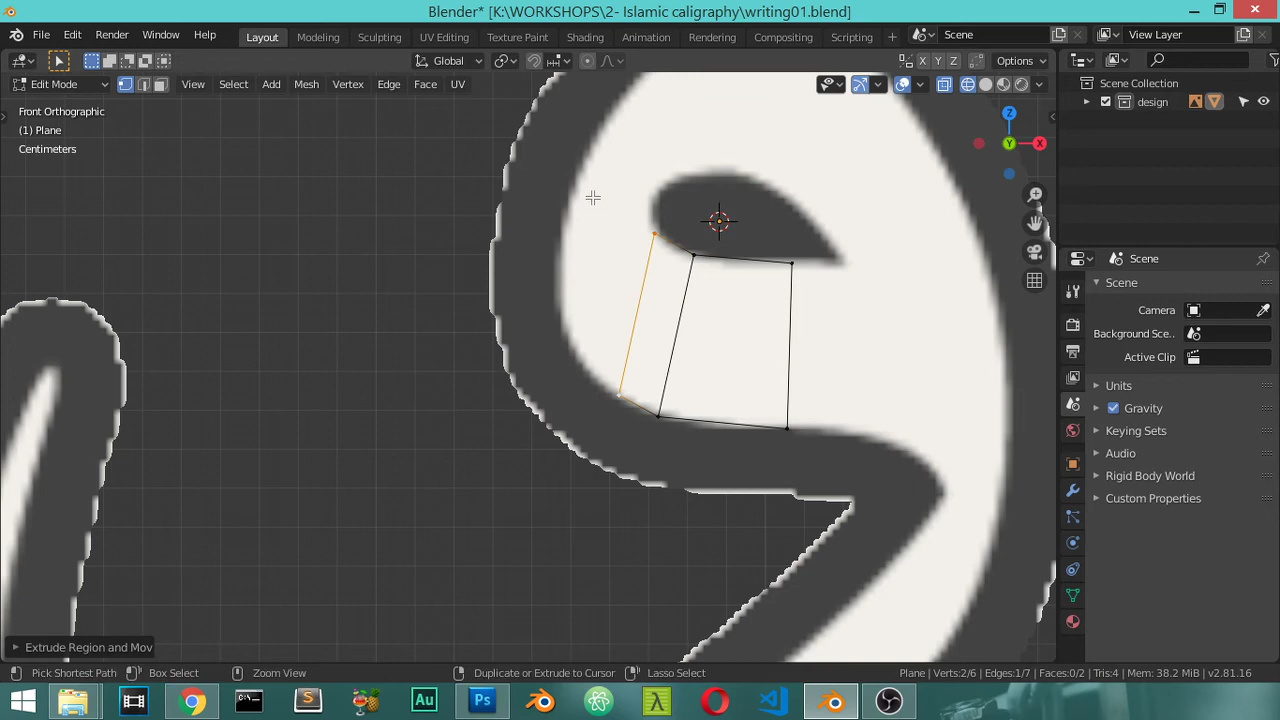 Blender* [K:\WORKSHOPS\2- Islamic caligraphy\writing01.blend]
File Edit Render Window Help Layout Modeling Sculpting UV Editing Texture Paint Shading Animation Rendering Compositing Scripting + Scene View Layer
Global X Y Z Options
Edit Mode View Select Add Mesh Vertex Edge Face UV
Scene Collection
design
Front Orthographic
(1) Plane
Centimeters
Z
Y
X
Scene
Scene
Camera
Background Sce..
Active Clip
Units
Gravity
Keying Sets
Audio
Rigid Body World
Custom Properties
Extrude Region and Mov
Pick Shortest Path Box Select Zoom View Duplicate or Extrude to Cursor Lasso Select Plane | Verts:2/6 | Edges:1/7 | Faces:0/2 | Tris:4 | Mem: 38.2 MiB | v2.81.16
Au Ps